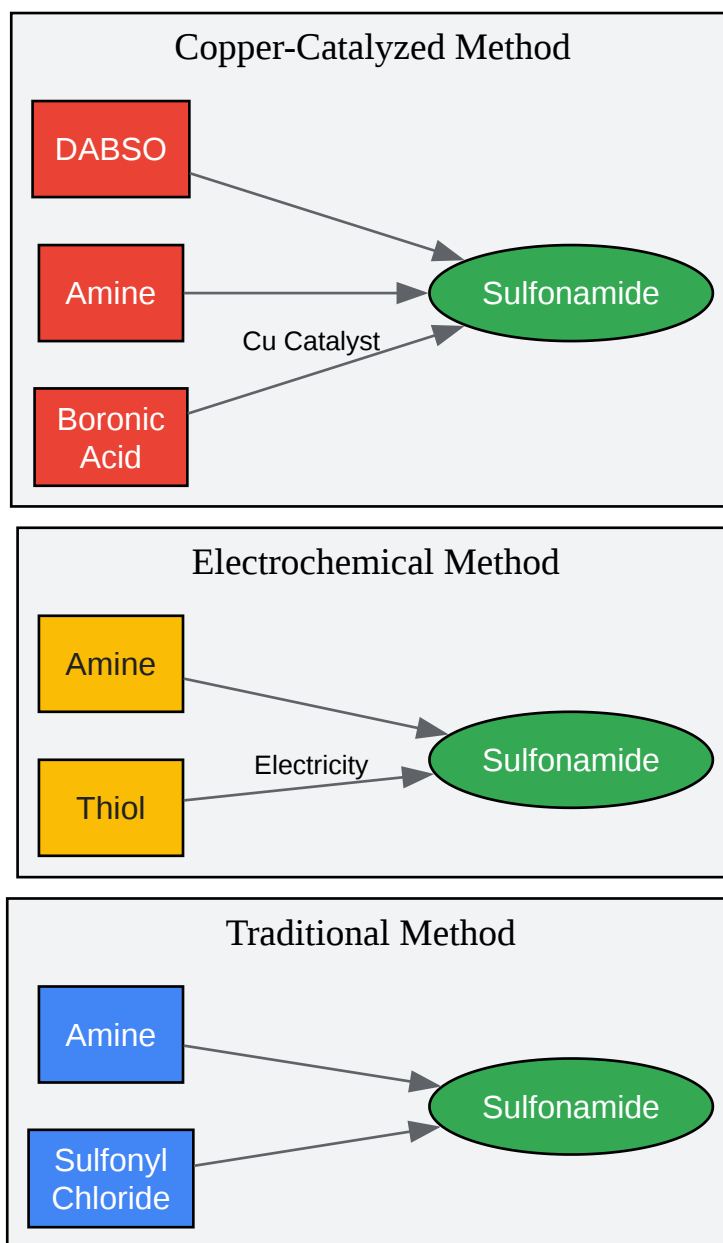 Copper-Catalyzed Method
DABSO
Amine
Sulfonamide
Cu Catalyst
Boronic
Acid
Electrochemical Method
Amine
Sulfonamide
Electricity
Thiol
Traditional Method
Amine
Sulfonamide
Sulfonyl
Chloride